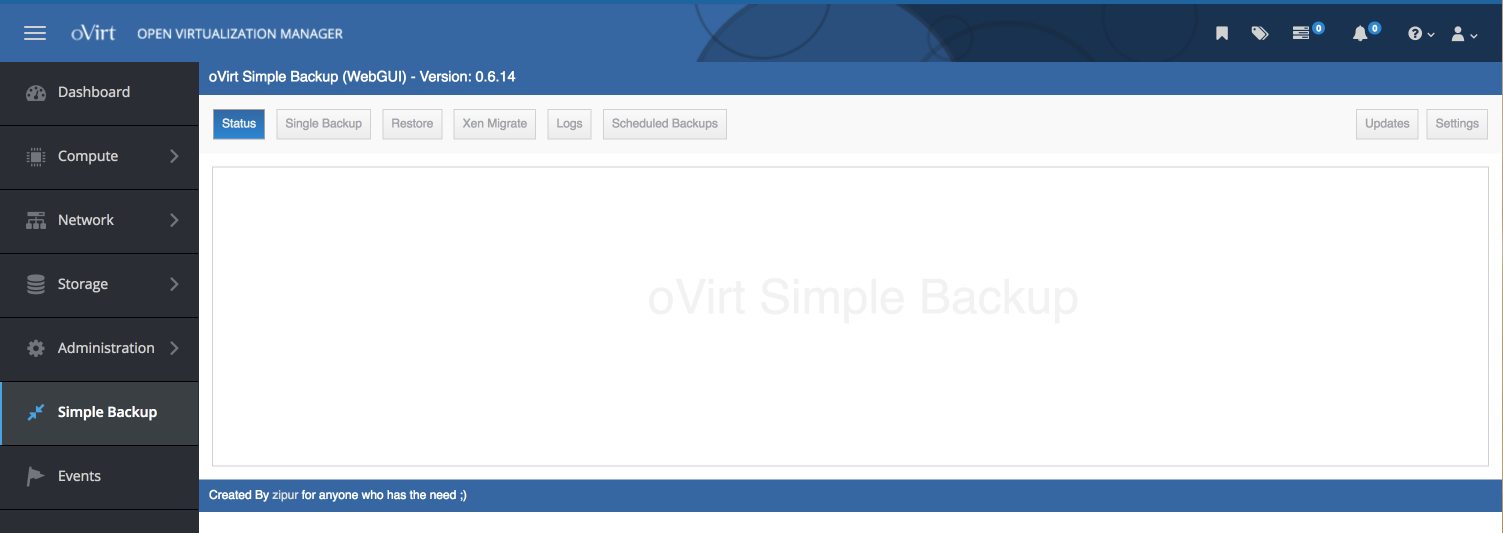 oVirt OPEN VIRTUALIZATION MANAGER
0
0
oVirt Simple Backup (WebGUI) - Version: 0.6.14
Dashboard
Compute
Network
Storage
Administration
Simple Backup
Events
Status Single Backup Restore Xen Migrate Logs Scheduled Backups Updates Settings
oVirt Simple Backup
Created By zipur for anyone who has the need ;)